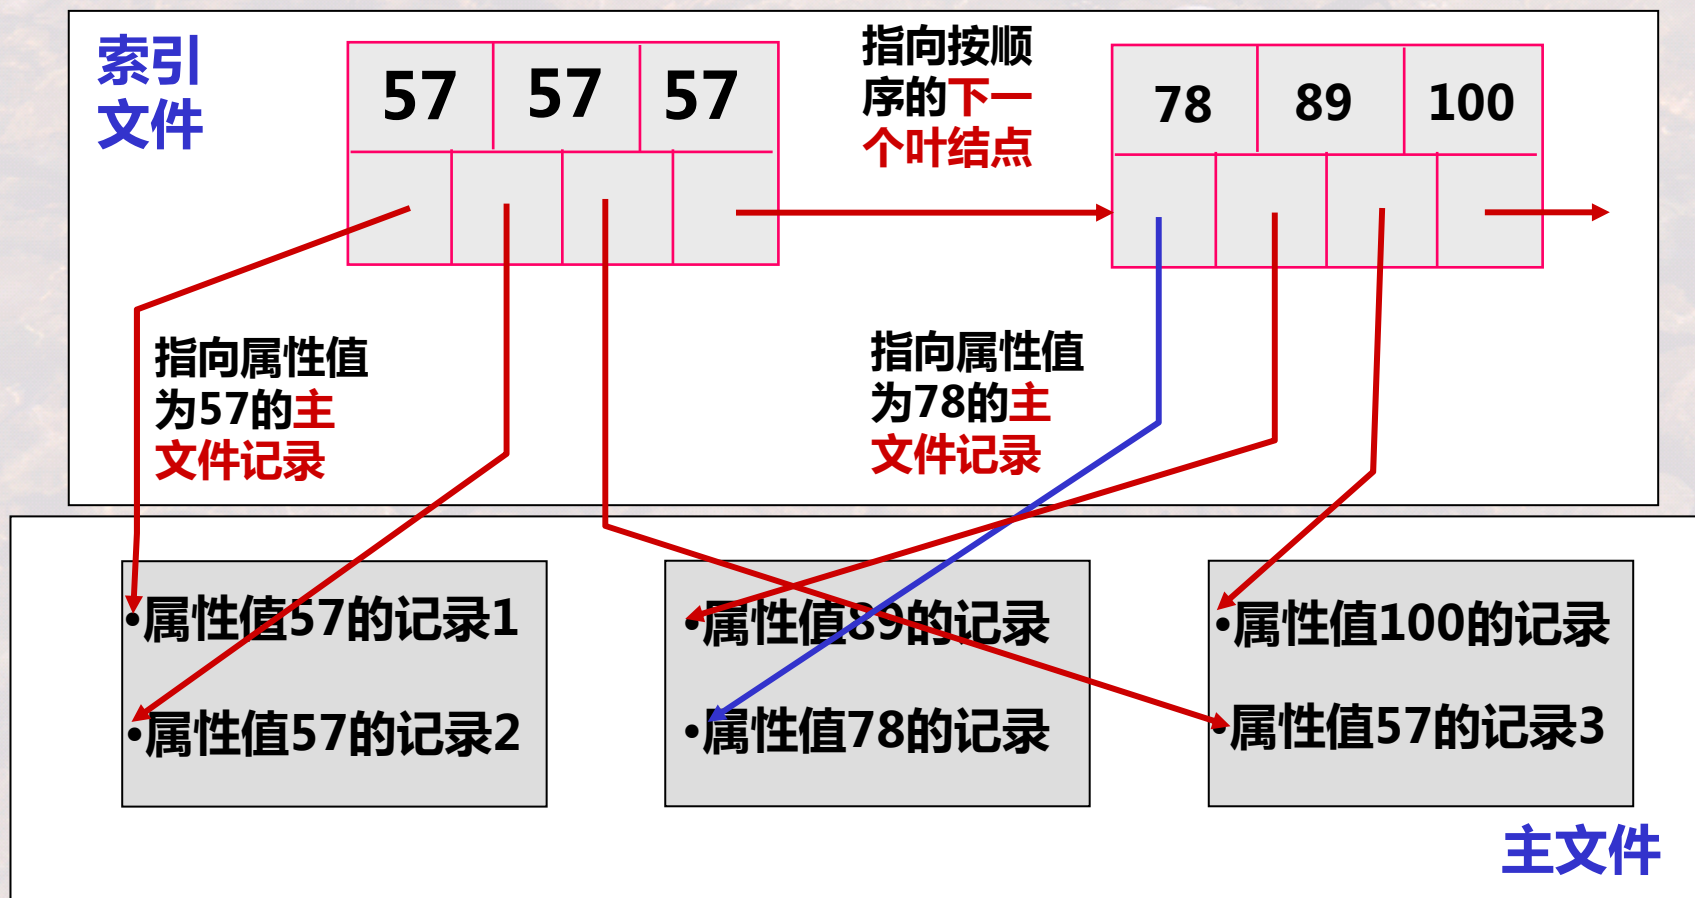 索引
文件
57 57 57
指向按顺
序的下一
个叶结点
78 89 100
指向属性值
为57的主
文件记录
指向属性值
为78的主
文件记录
•属性值57的记录1
•属性值57的记录2
•属性值89的记录
•属性值78的记录
•属性值100的记录
•属性值57的记录3
主文件